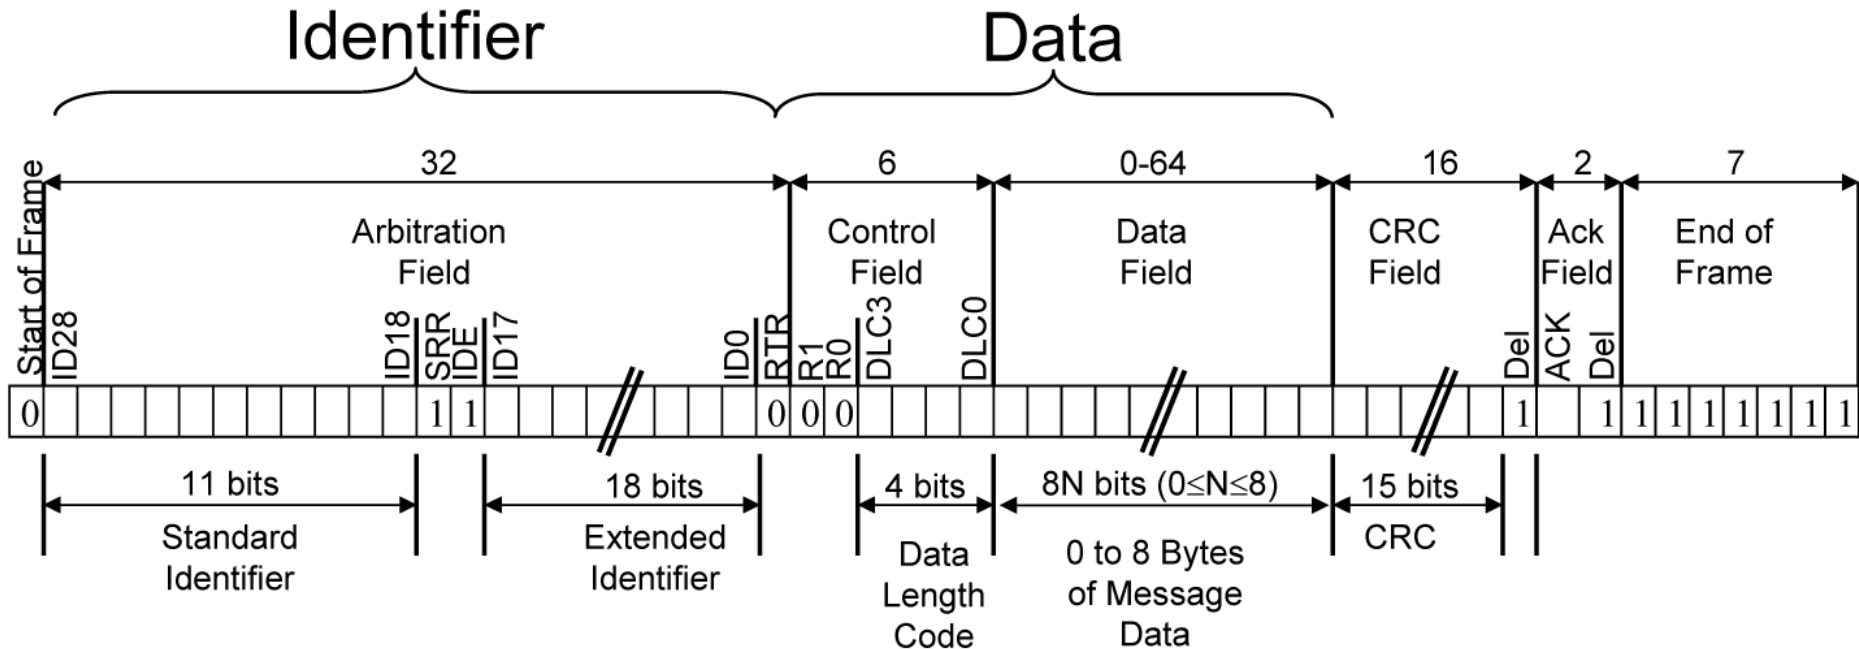 Identifier
Data
32
6
0-64
16
2
7
Start of Frame
Arbitration
Field
Control
Field
Data
Field
CRC
Field
Ack
Field
End of
Frame
ID28
ID18
SRR
IDE
ID17
ID0
RTR
R1
R0
DLC3
DLC0
Del
ACK
Del
0 1 1 0 0 0 1 1 1 1 1 1 1 1 1
11 bits
18 bits
4 bits
8N bits (0≤N≤8)
15 bits
Standard
Identifier
Extended
Identifier
Data
Length
Code
0 to 8 Bytes
of Message
Data
CRC